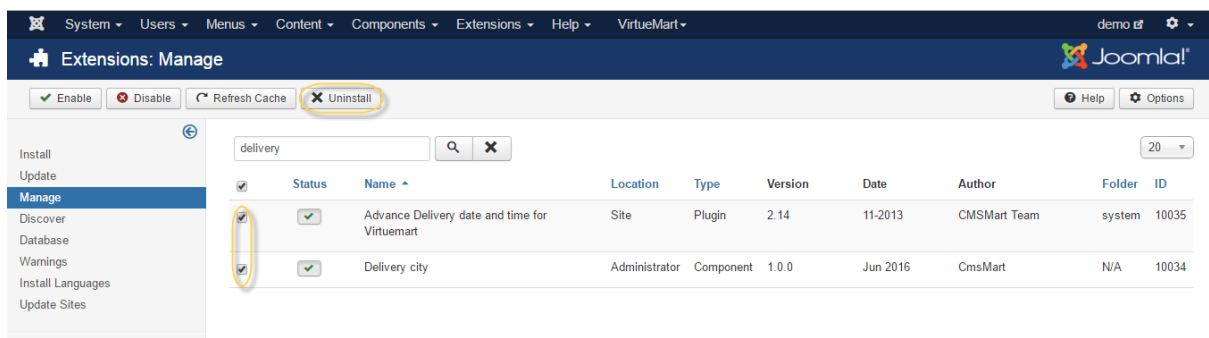 System Users Menus Content Components Extensions Help VirtueMart demo
Extensions: Manage Joomla!®
Enable Disable Refresh Cache Uninstall Help Options
delivery 20
Install
Update
Manage
Discover
Database
Warnings
Install Languages
Update Sites
Status Name Location Type Version Date Author Folder ID
Advance Delivery date and time for Site Plugin 2.14 11-2013 CMSMart Team system 10035
Virtuemart
Delivery city Administrator Component 1.0.0 Jun 2016 CmsMart N/A 10034